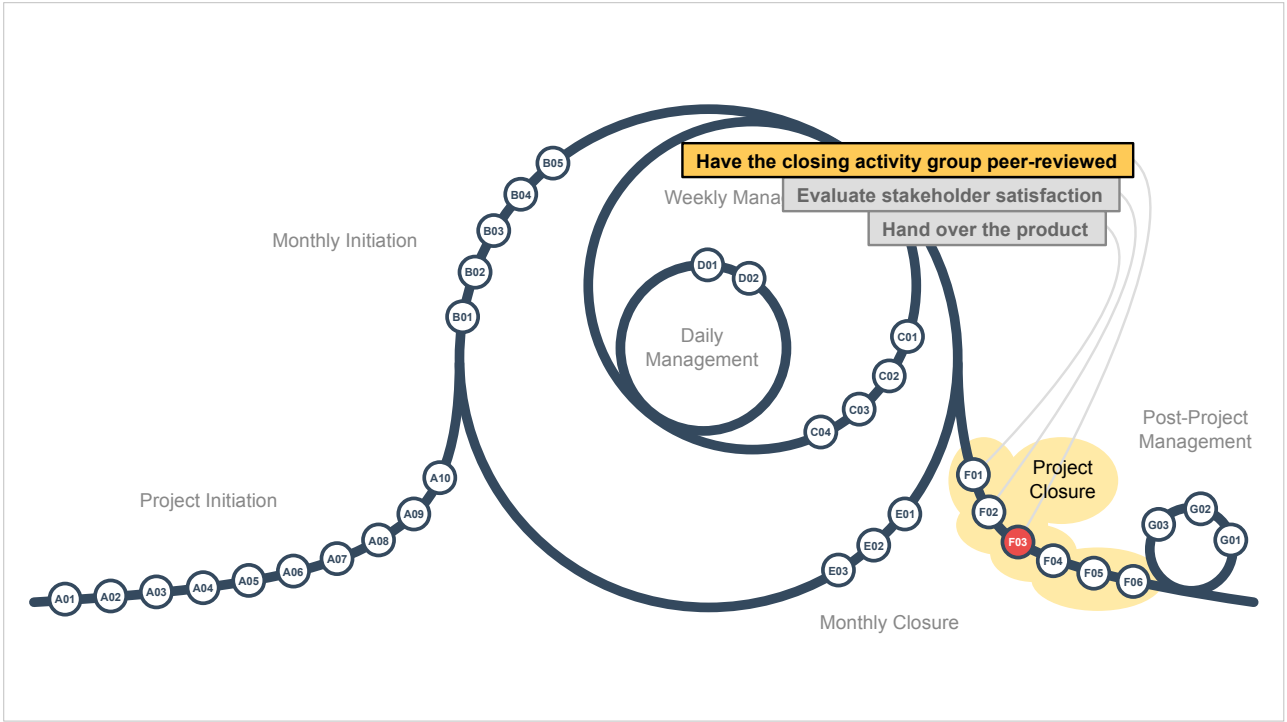 B05
Have the closing activity group peer-reviewed
B04
Weekly Mana
Evaluate stakeholder satisfaction
B03
Hand over the product
Monthly Initiation
B02
D01
D02
B01
Daily
Management
C01
C02
C03
C04
Post-Project
Management
Project
Closure
F01
A10
Project Initiation
F02
G02
G03
G01
A09
E01
F03
A08
E02
F04
A07
E03
F05
A06
F06
A05
A04
A03
A02
A01
Monthly Closure